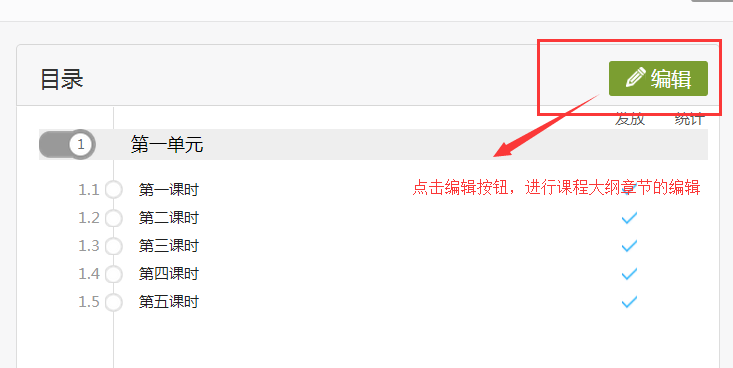 目录
编辑
发放 统计
1 第一单元
1.1 第一课时
点击编辑按钮，进行课程大纲章节的编辑
1.2 第二课时
1.3 第三课时
1.4 第四课时
1.5 第五课时